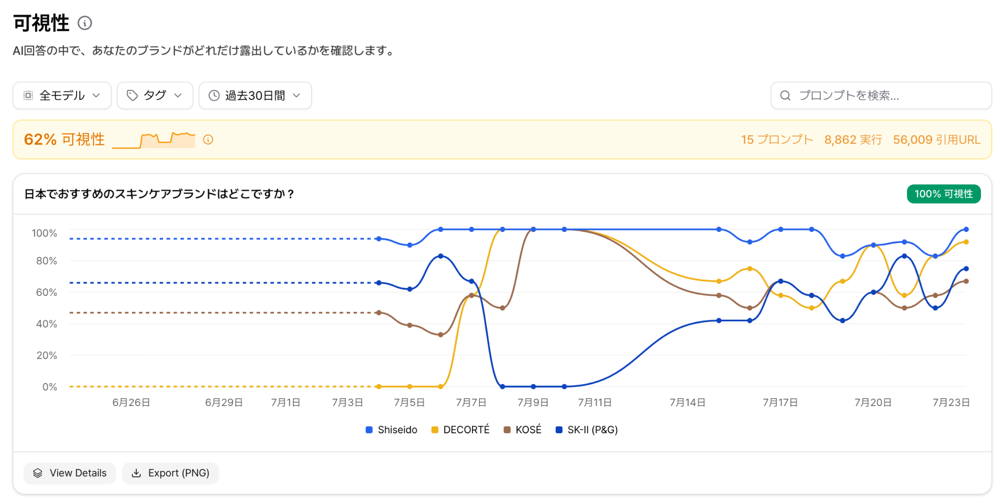 可視性
AI回答の中で、あなたのブランドがどれだけ露出しているかを確認します。
全モデル タグ 過去30日間 プロンプトを検索...
62% 可視性 15 プロンプト 8,862 実行 56,009 引用URL
日本でおすすめのスキンケアブランドはどこですか？ 100% 可視性
100%
80%
60%
40%
20%
0%
6月26日 6月29日 7月1日 7月3日 7月5日 7月7日 7月9日 7月11日 7月14日 7月17日 7月20日 7月23日
Shiseido DECORTÉ KOSÉ SK-II (P&G)
View Details Export (PNG)